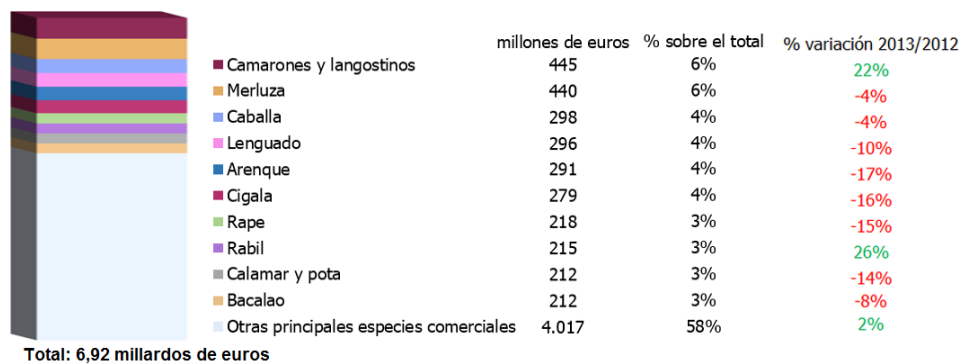 millones de euros % sobre el total % variación 2013/2012
Camarones y langostinos 445 6% 22%
Merluza 440 6% -4%
Caballa 298 4% -4%
Lenguado 296 4% -10%
Arenque 291 4% -17%
Cigala 279 4% -16%
Rape 218 3% -15%
Rabil 215 3% 26%
Calamar y pota 212 3% -14%
Bacalao 212 3% -8%
Otras principales especies comerciales 4.017 58% 2%
Total: 6,92 millardos de euros